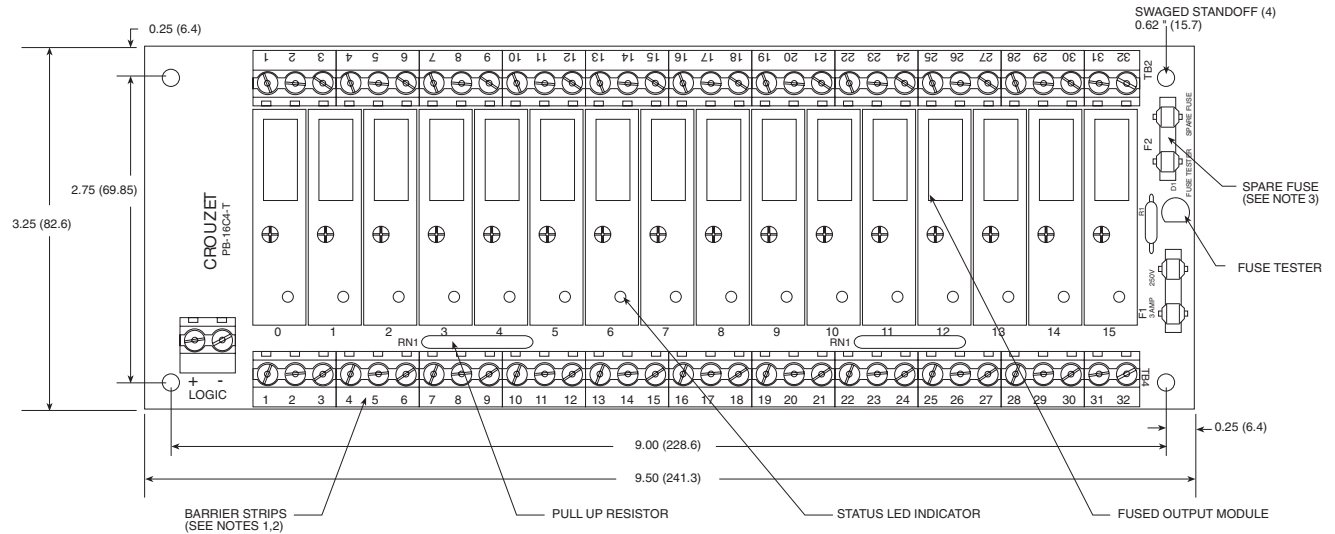 SWAGED STANDOFF (4)
0.62 " (15.7)
0.25 (6.4)
1 2 3 4 5 6 7 8 9 10 11 12 13 14 15 16 17 18 19 20 21 22 23 24 25 26 27 28 29 30 31 32
TB2
SPARE FUSE
F2
FUSE TESTER
D1
2.75 (69.85)
SPARE FUSE
(SEE NOTE 3)
3.25 (82.6)
CROUZET
PB-16C4-T
R1
FUSE TESTER
250V
3 AMP
F1
0 1 2 3 4 5 6 7 8 9 10 11 12 13 14 15
RN1
RN1
+ -
LOGIC
TB4
1 2 3 4 5 6 7 8 9 10 11 12 13 14 15 16 17 18 19 20 21 22 23 24 25 26 27 28 29 30 31 32
0.25 (6.4)
9.00 (228.6)
9.50 (241.3)
BARRIER STRIPS
(SEE NOTES 1,2)
PULL UP RESISTOR
STATUS LED INDICATOR
FUSED OUTPUT MODULE